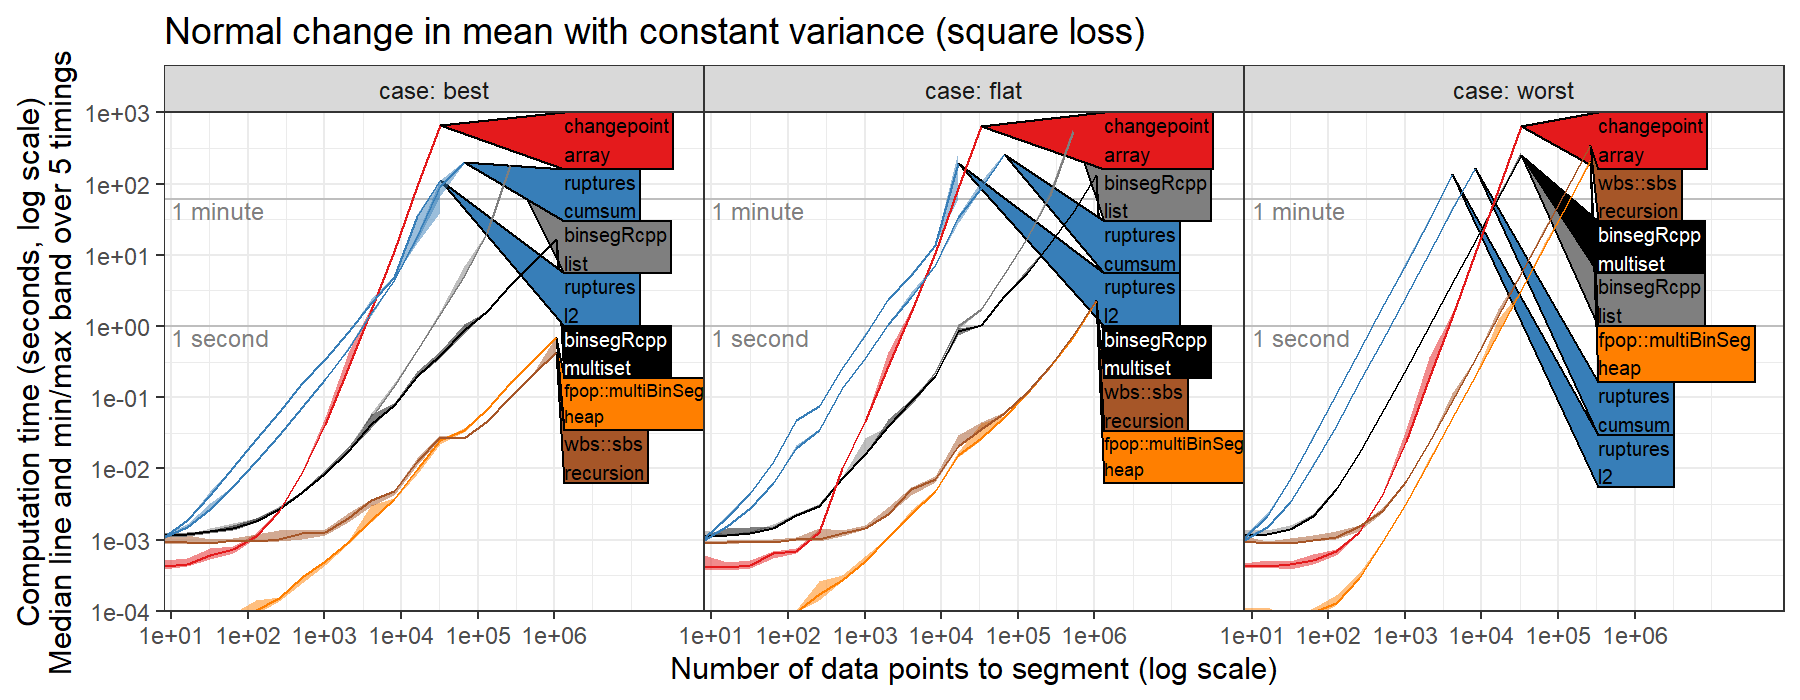 Normal change in mean with constant variance (square loss)
Computation time (seconds, log scale)
Median line and min/max band over 5 timings
case: best
case: flat
case: worst
1e+03
1e+02
1e+01
1e+00
1e-01
1e-02
1e-03
1e-04
1 minute
1 second
changepoint
array
ruptures
cumsum
binsegRcpp
list
ruptures
l2
binsegRcpp
multiset
fpop::multiBinSeg
heap
wbs::sbs
recursion
1 minute
1 second
changepoint
array
binsegRcpp
list
ruptures
cumsum
ruptures
l2
binsegRcpp
multiset
wbs::sbs
recursion
fpop::multiBinSeg
heap
1 minute
1 second
changepoint
array
wbs::sbs
recursion
binsegRcpp
multiset
binsegRcpp
list
fpop::multiBinSeg
heap
ruptures
cumsum
ruptures
l2
1e+01 1e+02 1e+03 1e+04 1e+05 1e+06
1e+01 1e+02 1e+03 1e+04 1e+05 1e+06
1e+01 1e+02 1e+03 1e+04 1e+05 1e+06
Number of data points to segment (log scale)